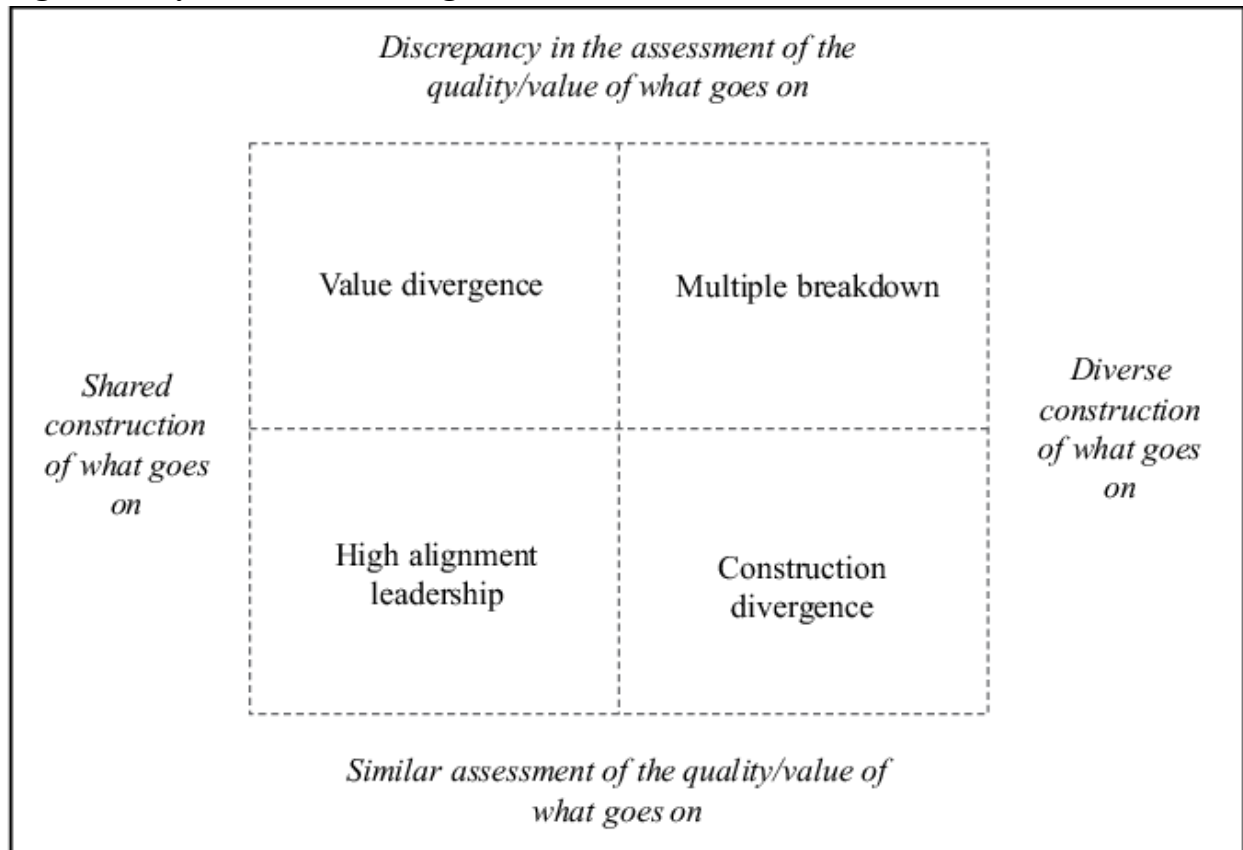 Discrepancy in the assessment of the
quality/value of what goes on
Value divergence
Multiple breakdown
Shared
construction
of what goes
on
Diverse
construction
of what goes
on
High alignment
leadership
Construction
divergence
Similar assessment of the quality/value of
what goes on